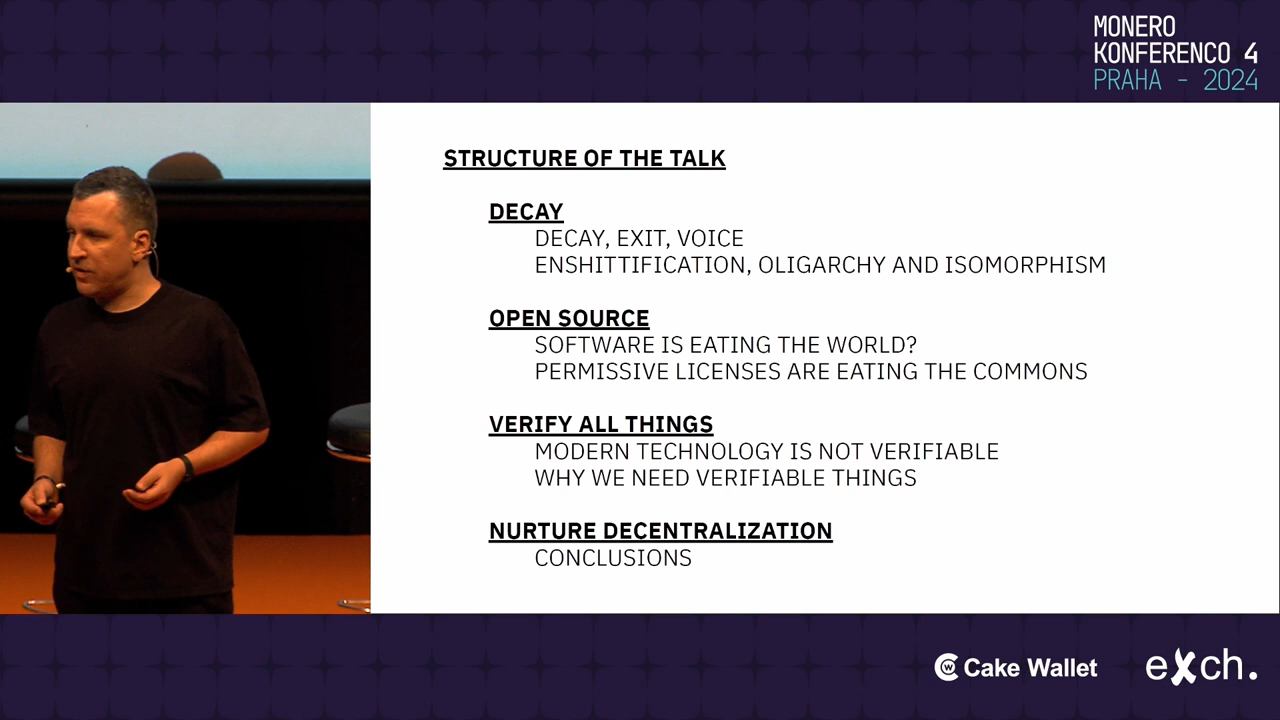 MONERO
KONFERENCO 4
PRAHA - 2024
STRUCTURE OF THE TALK
DECAY
DECAY, EXIT, VOICE
ENSHITTIFICATION, OLIGARCHY AND ISOMORPHISM
OPEN SOURCE
SOFTWARE IS EATING THE WORLD?
PERMISSIVE LICENSES ARE EATING THE COMMONS
VERIFY ALL THINGS
MODERN TECHNOLOGY IS NOT VERIFIABLE
WHY WE NEED VERIFIABLE THINGS
NURTURE DECENTRALIZATION
CONCLUSIONS
CW Cake Wallet
exch.